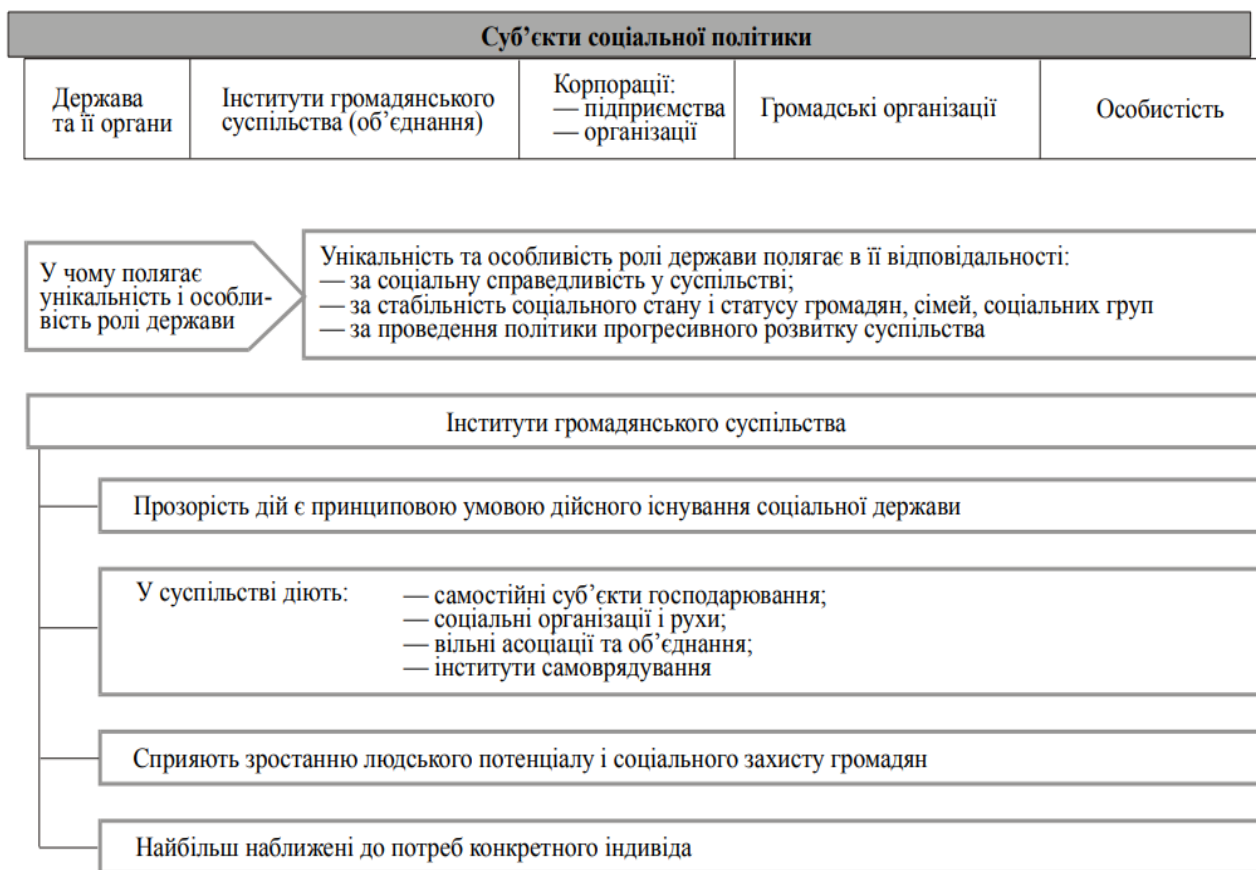 Суб’єкти соціальної політики
Держава
та її органи
Інститути громадянського
суспільства (об’єднання)
Корпорації:
— підприємства
— організації
Громадські організації
Особистість
У чому полягає
унікальність і особли-
вість ролі держави
Унікальність та особливість ролі держави полягає в її відповідальності:
— за соціальну справедливість у суспільстві;
— за стабільність соціального стану і статусу громадян, сімей, соціальних груп
— за проведення політики прогресивного розвитку суспільства
Інститути громадянського суспільства
Прозорість дій є принциповою умовою дійсного існування соціальної держави
У суспільстві діють:
— самостійні суб’єкти господарювання;
— соціальні організації і рухи;
— вільні асоціації та об’єднання;
— інститути самоврядування
Сприяють зростанню людського потенціалу і соціального захисту громадян
Найбільш наближені до потреб конкретного індивіда